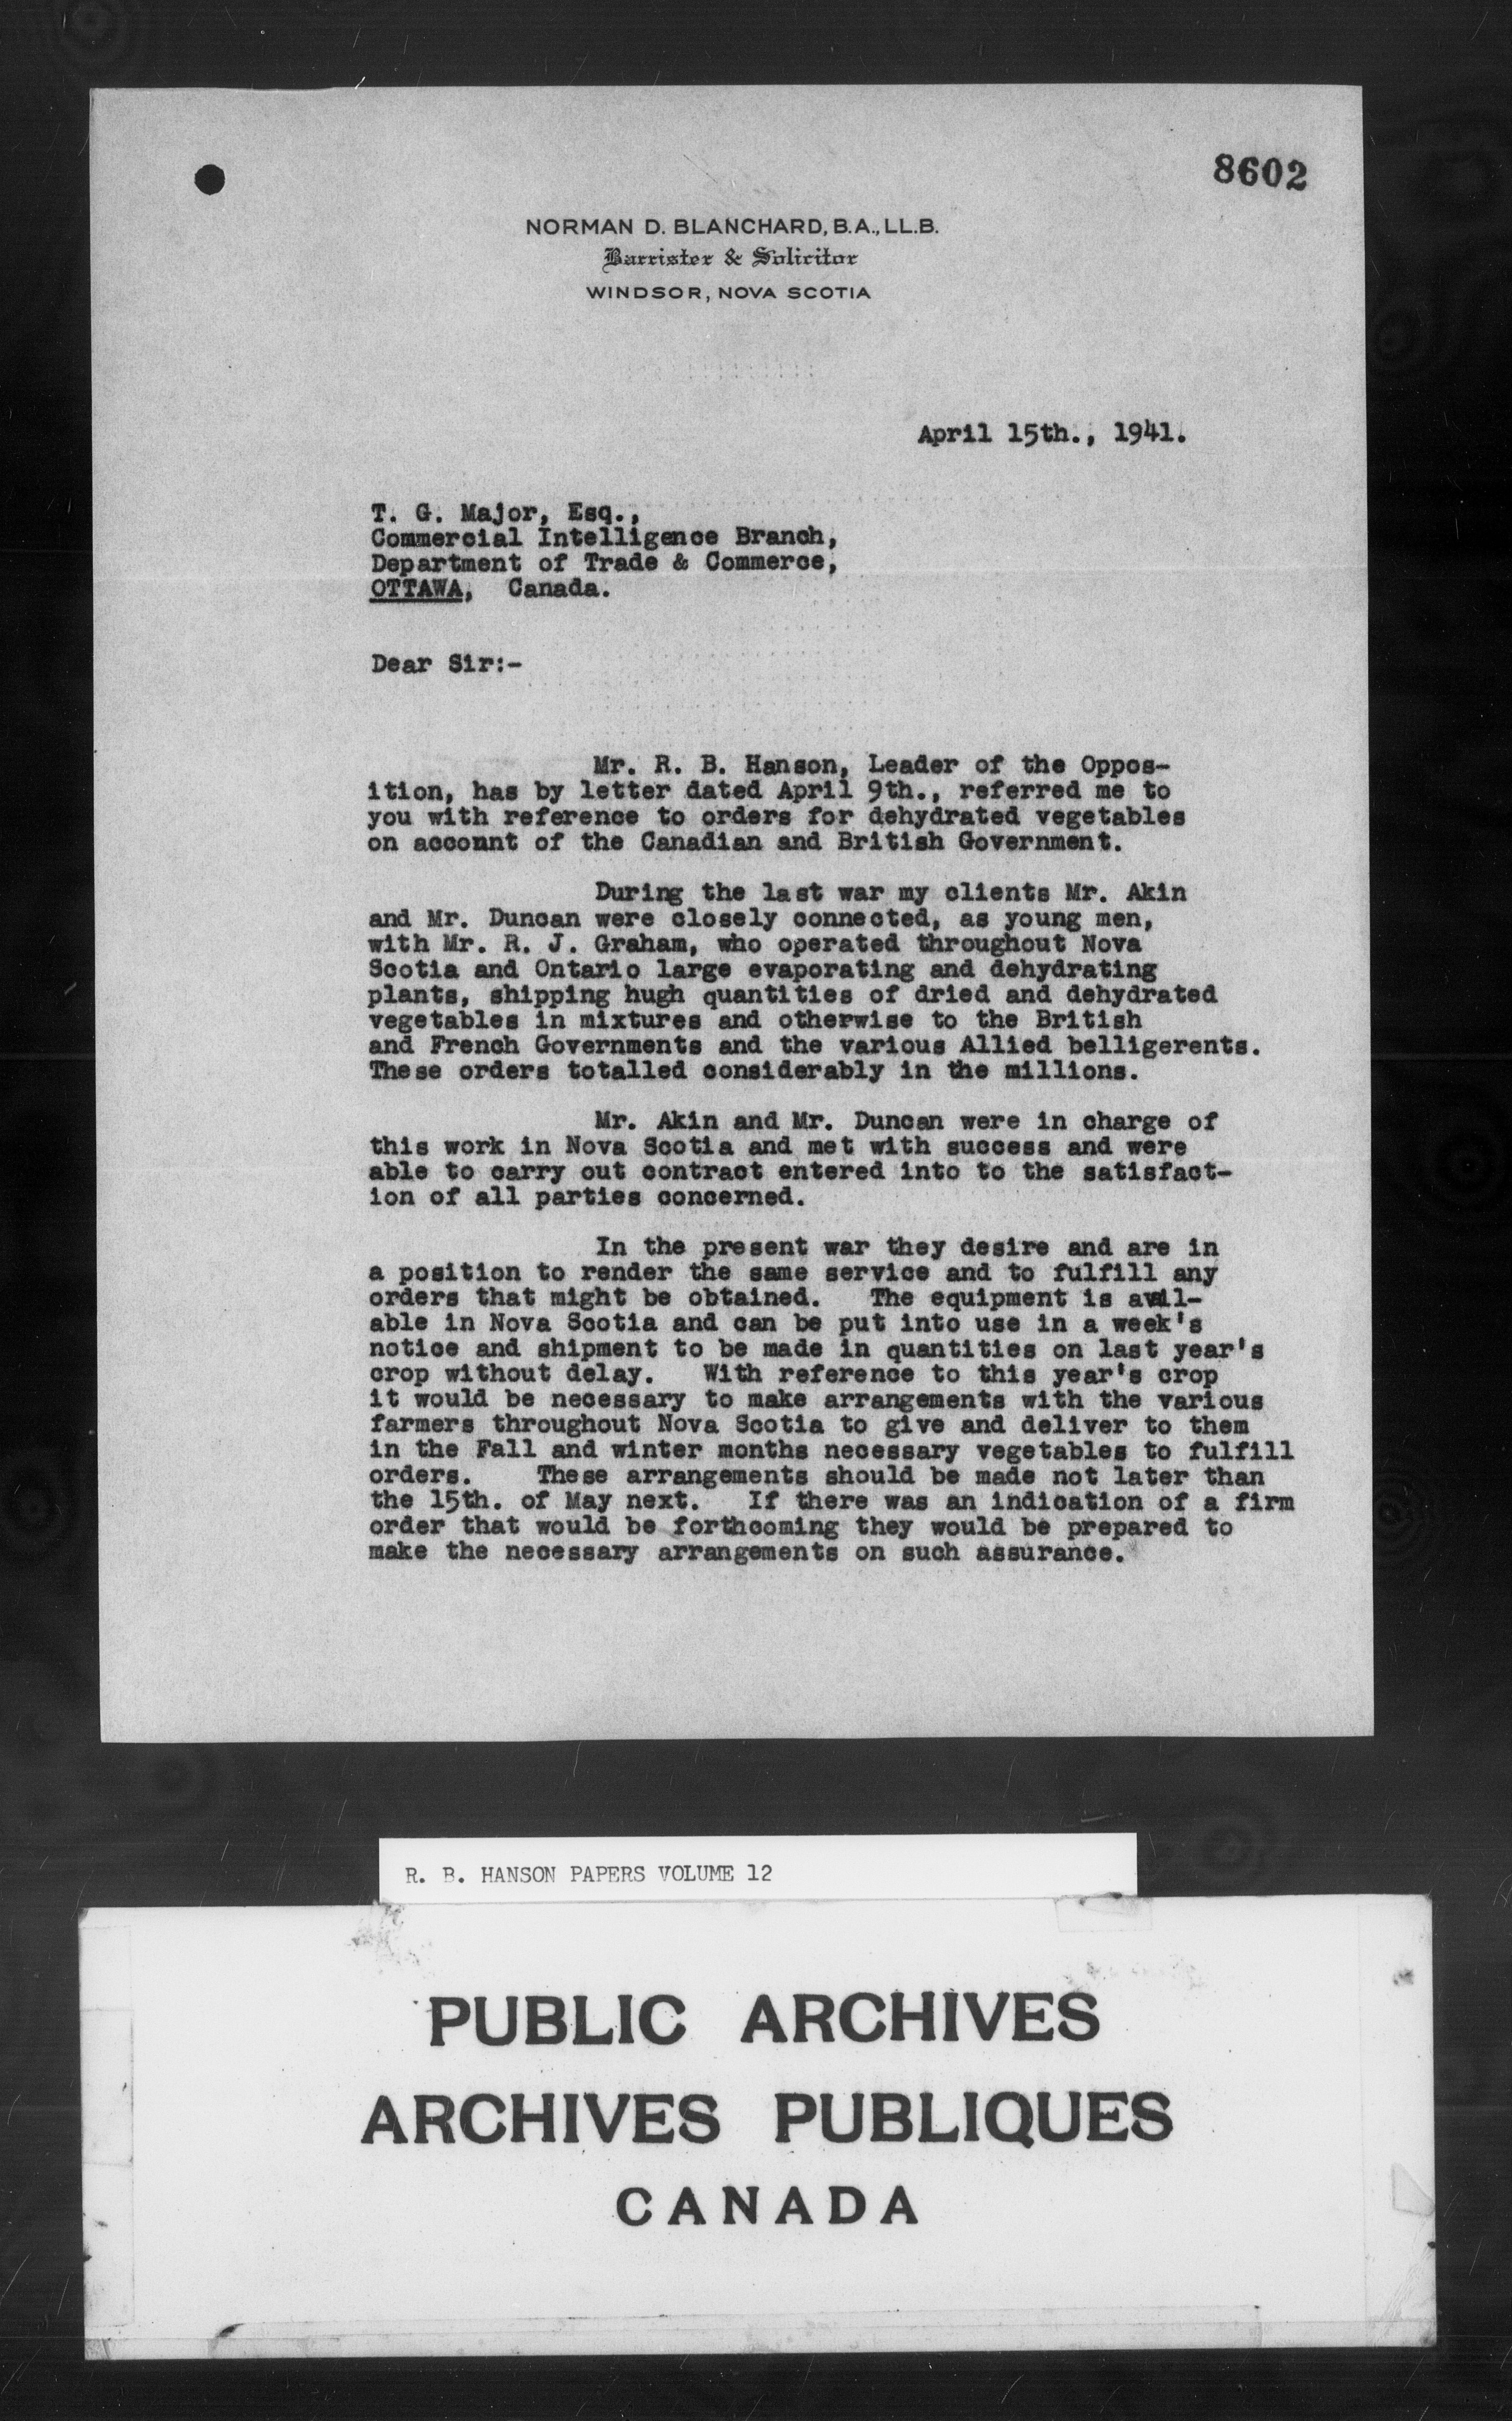 8602
NORMAN D. BLANCHARD, B.A., LL.B.
Barrister & Solicitor
WINDSOR, NOVA SCOTIA
April 15th., 1941.
T. G. Major, Esq.,
Commercial Intelligence Branch,
Department of Trade & Commerce,
OTTAWA, Canada.
Dear Sir:-
Mr. R. B. Hanson, Leader of the Oppos-
ition, has by letter dated April 9th., referred me to
you with reference to orders for dehydrated vegetables
on account of the Canadian and British Government.
During the last war my clients Mr. Akin
and Mr. Duncan were closely connected, as young men,
with Mr. R. J. Graham, who operated throughout Nova
Scotia and Ontario large evaporating and dehydrating
plants, shipping hugh quantities of dried and dehydrated
vegetables in mixtures and otherwise to the British
and French Governments and the various Allied belligerents.
These orders totalled considerably in the millions.
Mr. Akin and Mr. Duncan were in charge of
this work in Nova Scotia and met with success and were
able to carry out contract entered into to the satisfact-
ion of all parties concerned.
In the present war they desire and are in
a position to render the same service and to fulfill any
orders that might be obtained. The equipment is avail-
able in Nova Scotia and can be put into use in a week's
notice and shipment to be made in quantities on last year's
crop without delay. With reference to this year's crop
it would be necessary to make arrangements with the various
farmers throughout Nova Scotia to give and deliver to them
in the Fall and winter months necessary vegetables to fulfill
orders. These arrangements should be made not later than
the 15th. of May next. If there was an indication of a firm
order that would be forthcoming they would be prepared to
make the necessary arrangements on such assurance.
R. B. HANSON PAPERS VOLUME 12
PUBLIC ARCHIVES
ARCHIVES PUBLIQUES
CANADA